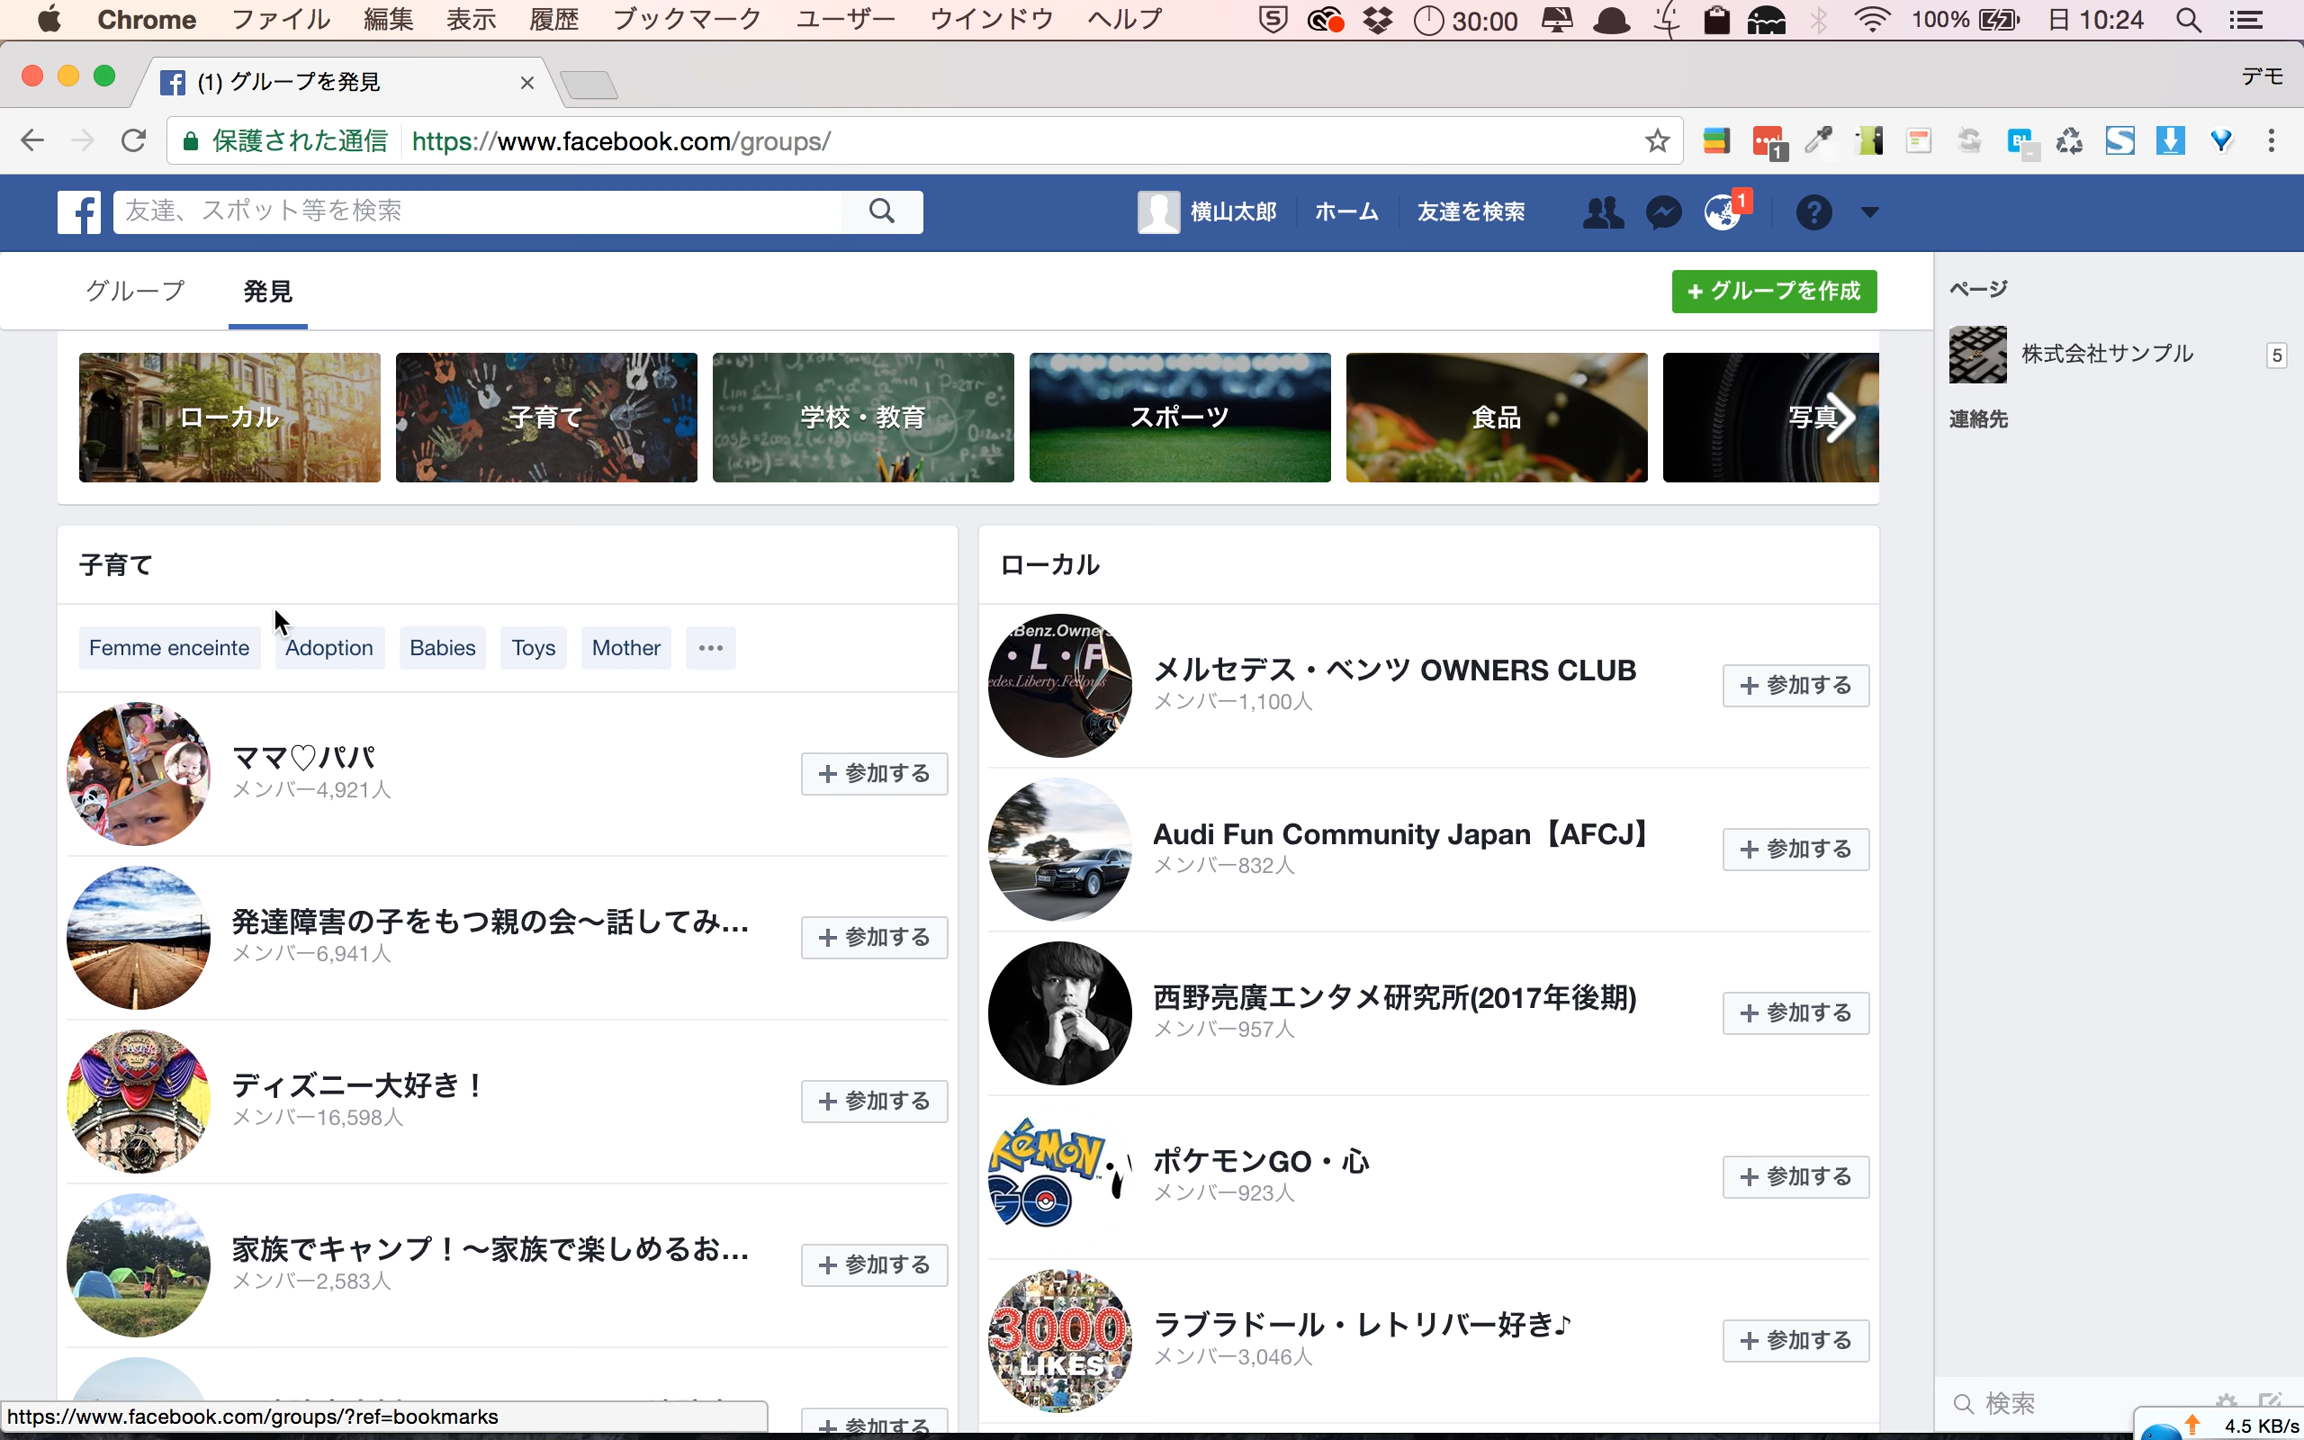 Chrome ファイル 編集 表示 履歴 ブックマーク ユーザー ウインドウ ヘルプ 30:00 100% 日 10:24
(1) グループを発見 デモ
保護された通信 https://www.facebook.com/groups/
友達、スポット等を検索 横山太郎 ホーム 友達を検索 1
グループ 発見 + グループを作成
ページ
株式会社サンプル 5
連絡先
ローカル 子育て 学校・教育 スポーツ 食品 写真
子育て
Femme enceinte Adoption Babies Toys Mother ...
ママ♡パパ
メンバー4,921人
+ 参加する
発達障害の子をもつ親の会〜話してみ...
メンバー6,941人
+ 参加する
ディズニー大好き！
メンバー16,598人
+ 参加する
家族でキャンプ！〜家族で楽しめるお...
メンバー2,583人
+ 参加する
+ 参加する
ローカル
メルセデス・ベンツ OWNERS CLUB
メンバー1,100人
+ 参加する
Audi Fun Community Japan【AFCJ】
メンバー832人
+ 参加する
西野亮廣エンタメ研究所(2017年後期)
メンバー957人
+ 参加する
ポケモンGO・心
メンバー923人
+ 参加する
3000
LIKES
ラブラドール・レトリバー好き♪
メンバー3,046人
+ 参加する
検索
https://www.facebook.com/groups/?ref=bookmarks
4.5 KB/s